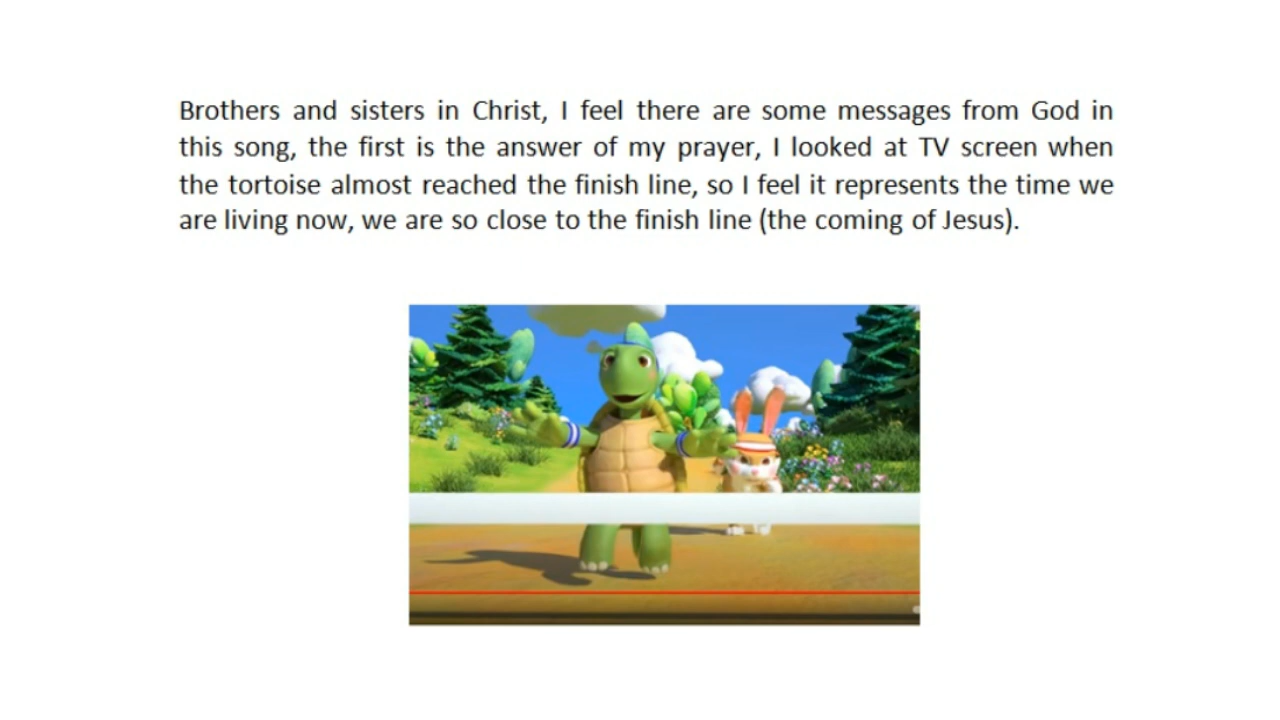 Brothers and sisters in Christ, I feel there are some messages from God in
this song, the first is the answer of my prayer, I looked at TV screen when
the tortoise almost reached the finish line, so I feel it represents the time we
are living now, we are so close to the finish line (the coming of Jesus).